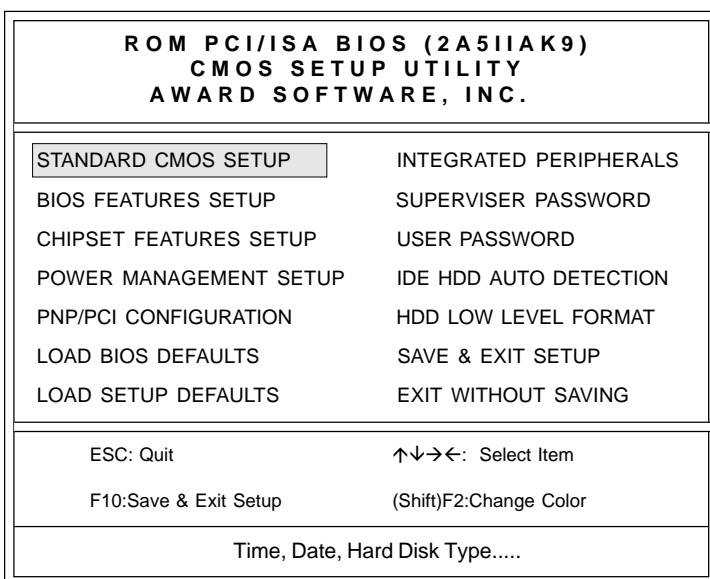 ROM PCI/ISA BIOS (2A5IIAK9)
CMOS SETUP UTILITY
AWARD SOFTWARE, INC.
STANDARD CMOS SETUP
BIOS FEATURES SETUP
CHIPSET FEATURES SETUP
POWER MANAGEMENT SETUP
PNP/PCI CONFIGURATION
LOAD BIOS DEFAULTS
LOAD SETUP DEFAULTS
INTEGRATED PERIPHERALS
SUPERVISER PASSWORD
USER PASSWORD
IDE HDD AUTO DETECTION
HDD LOW LEVEL FORMAT
SAVE & EXIT SETUP
EXIT WITHOUT SAVING
ESC: Quit
↑↓→←: Select Item
F10:Save & Exit Setup
(Shift)F2:Change Color
Time, Date, Hard Disk Type.....